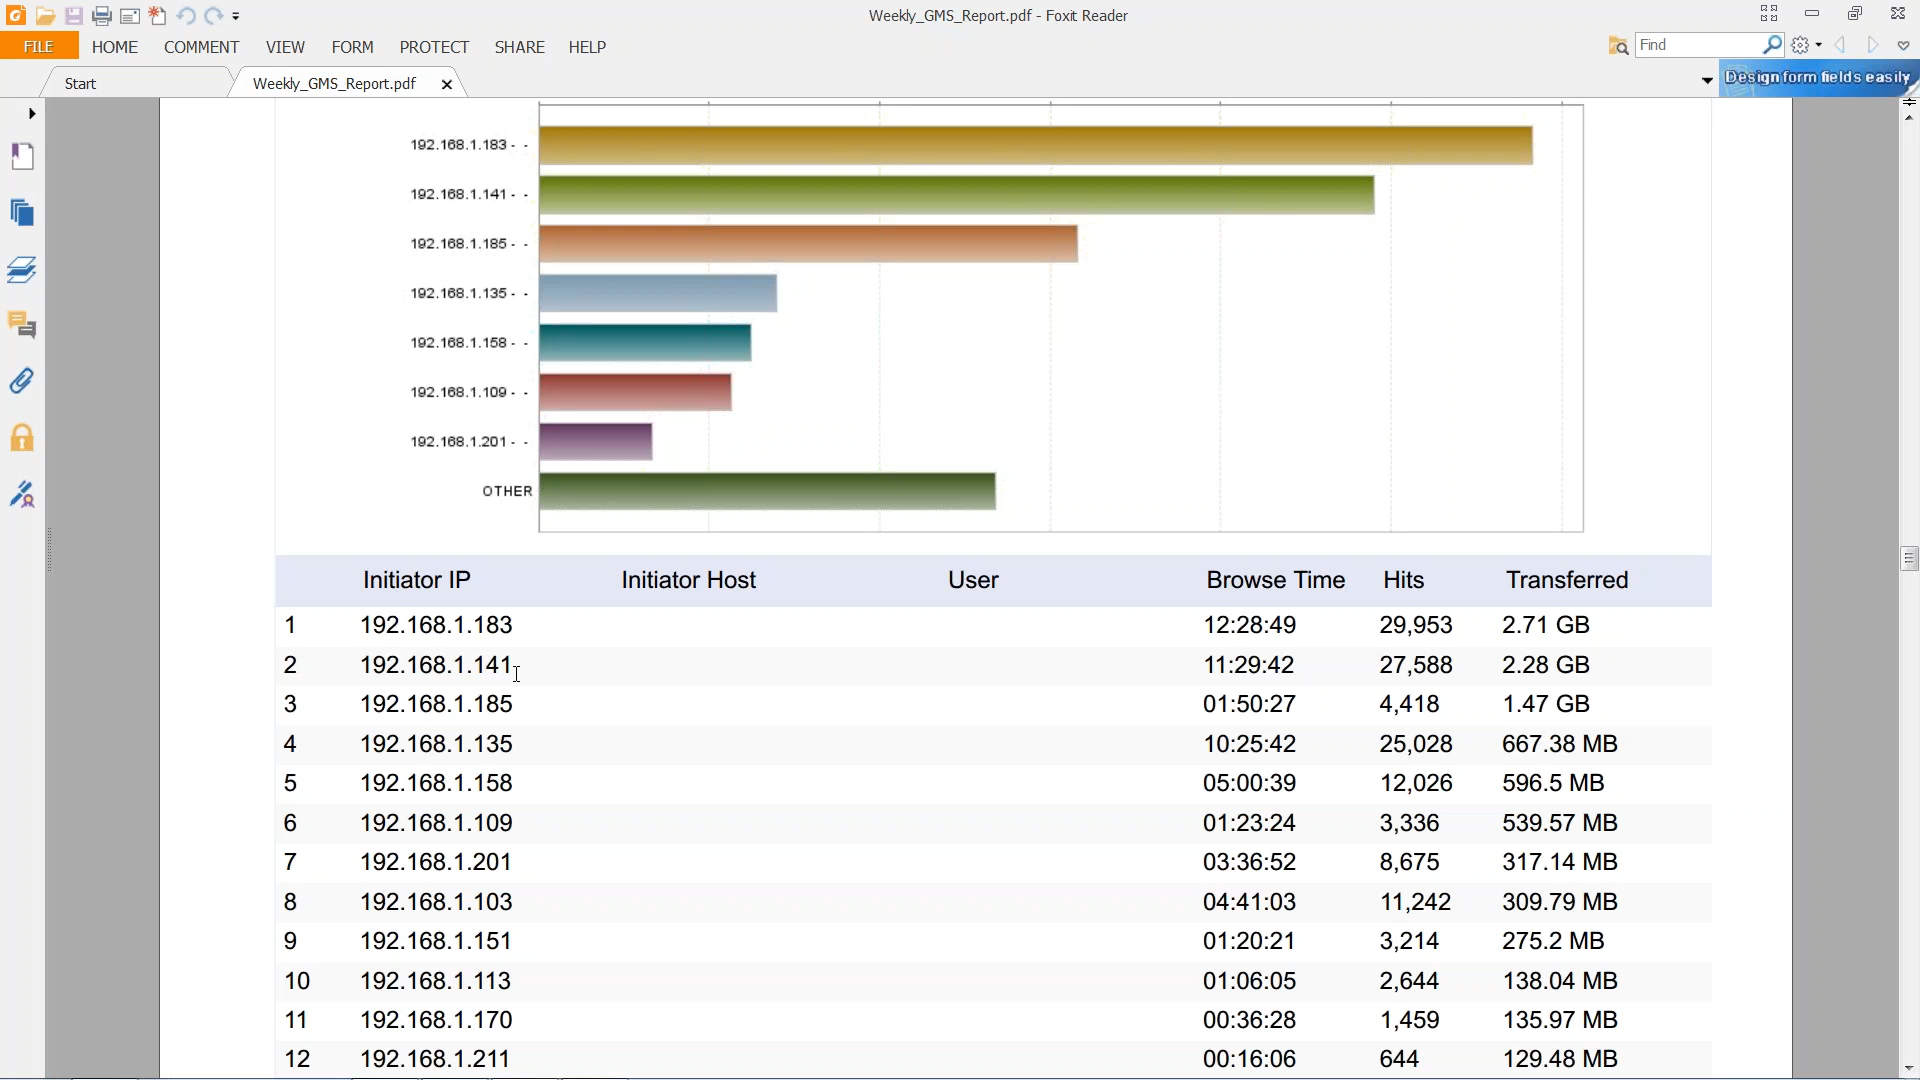 Weekly_GMS_Report.pdf - Foxit Reader
FILE HOME COMMENT VIEW FORM PROTECT SHARE HELP
Find
Start
Weekly_GMS_Report.pdf
Design form fields easily
192.168.1.183 - -
192.168.1.141 - -
192.168.1.185 - -
192.168.1.135 - -
192.168.1.158 - -
192.168.1.109 - -
192.168.1.201 - -
OTHER
Initiator IP Initiator Host User Browse Time Hits Transferred
1 192.168.1.183 12:28:49 29,953 2.71 GB
2 192.168.1.141 11:29:42 27,588 2.28 GB
3 192.168.1.185 01:50:27 4,418 1.47 GB
4 192.168.1.135 10:25:42 25,028 667.38 MB
5 192.168.1.158 05:00:39 12,026 596.5 MB
6 192.168.1.109 01:23:24 3,336 539.57 MB
7 192.168.1.201 03:36:52 8,675 317.14 MB
8 192.168.1.103 04:41:03 11,242 309.79 MB
9 192.168.1.151 01:20:21 3,214 275.2 MB
10 192.168.1.113 01:06:05 2,644 138.04 MB
11 192.168.1.170 00:36:28 1,459 135.97 MB
12 192.168.1.211 00:16:06 644 129.48 MB